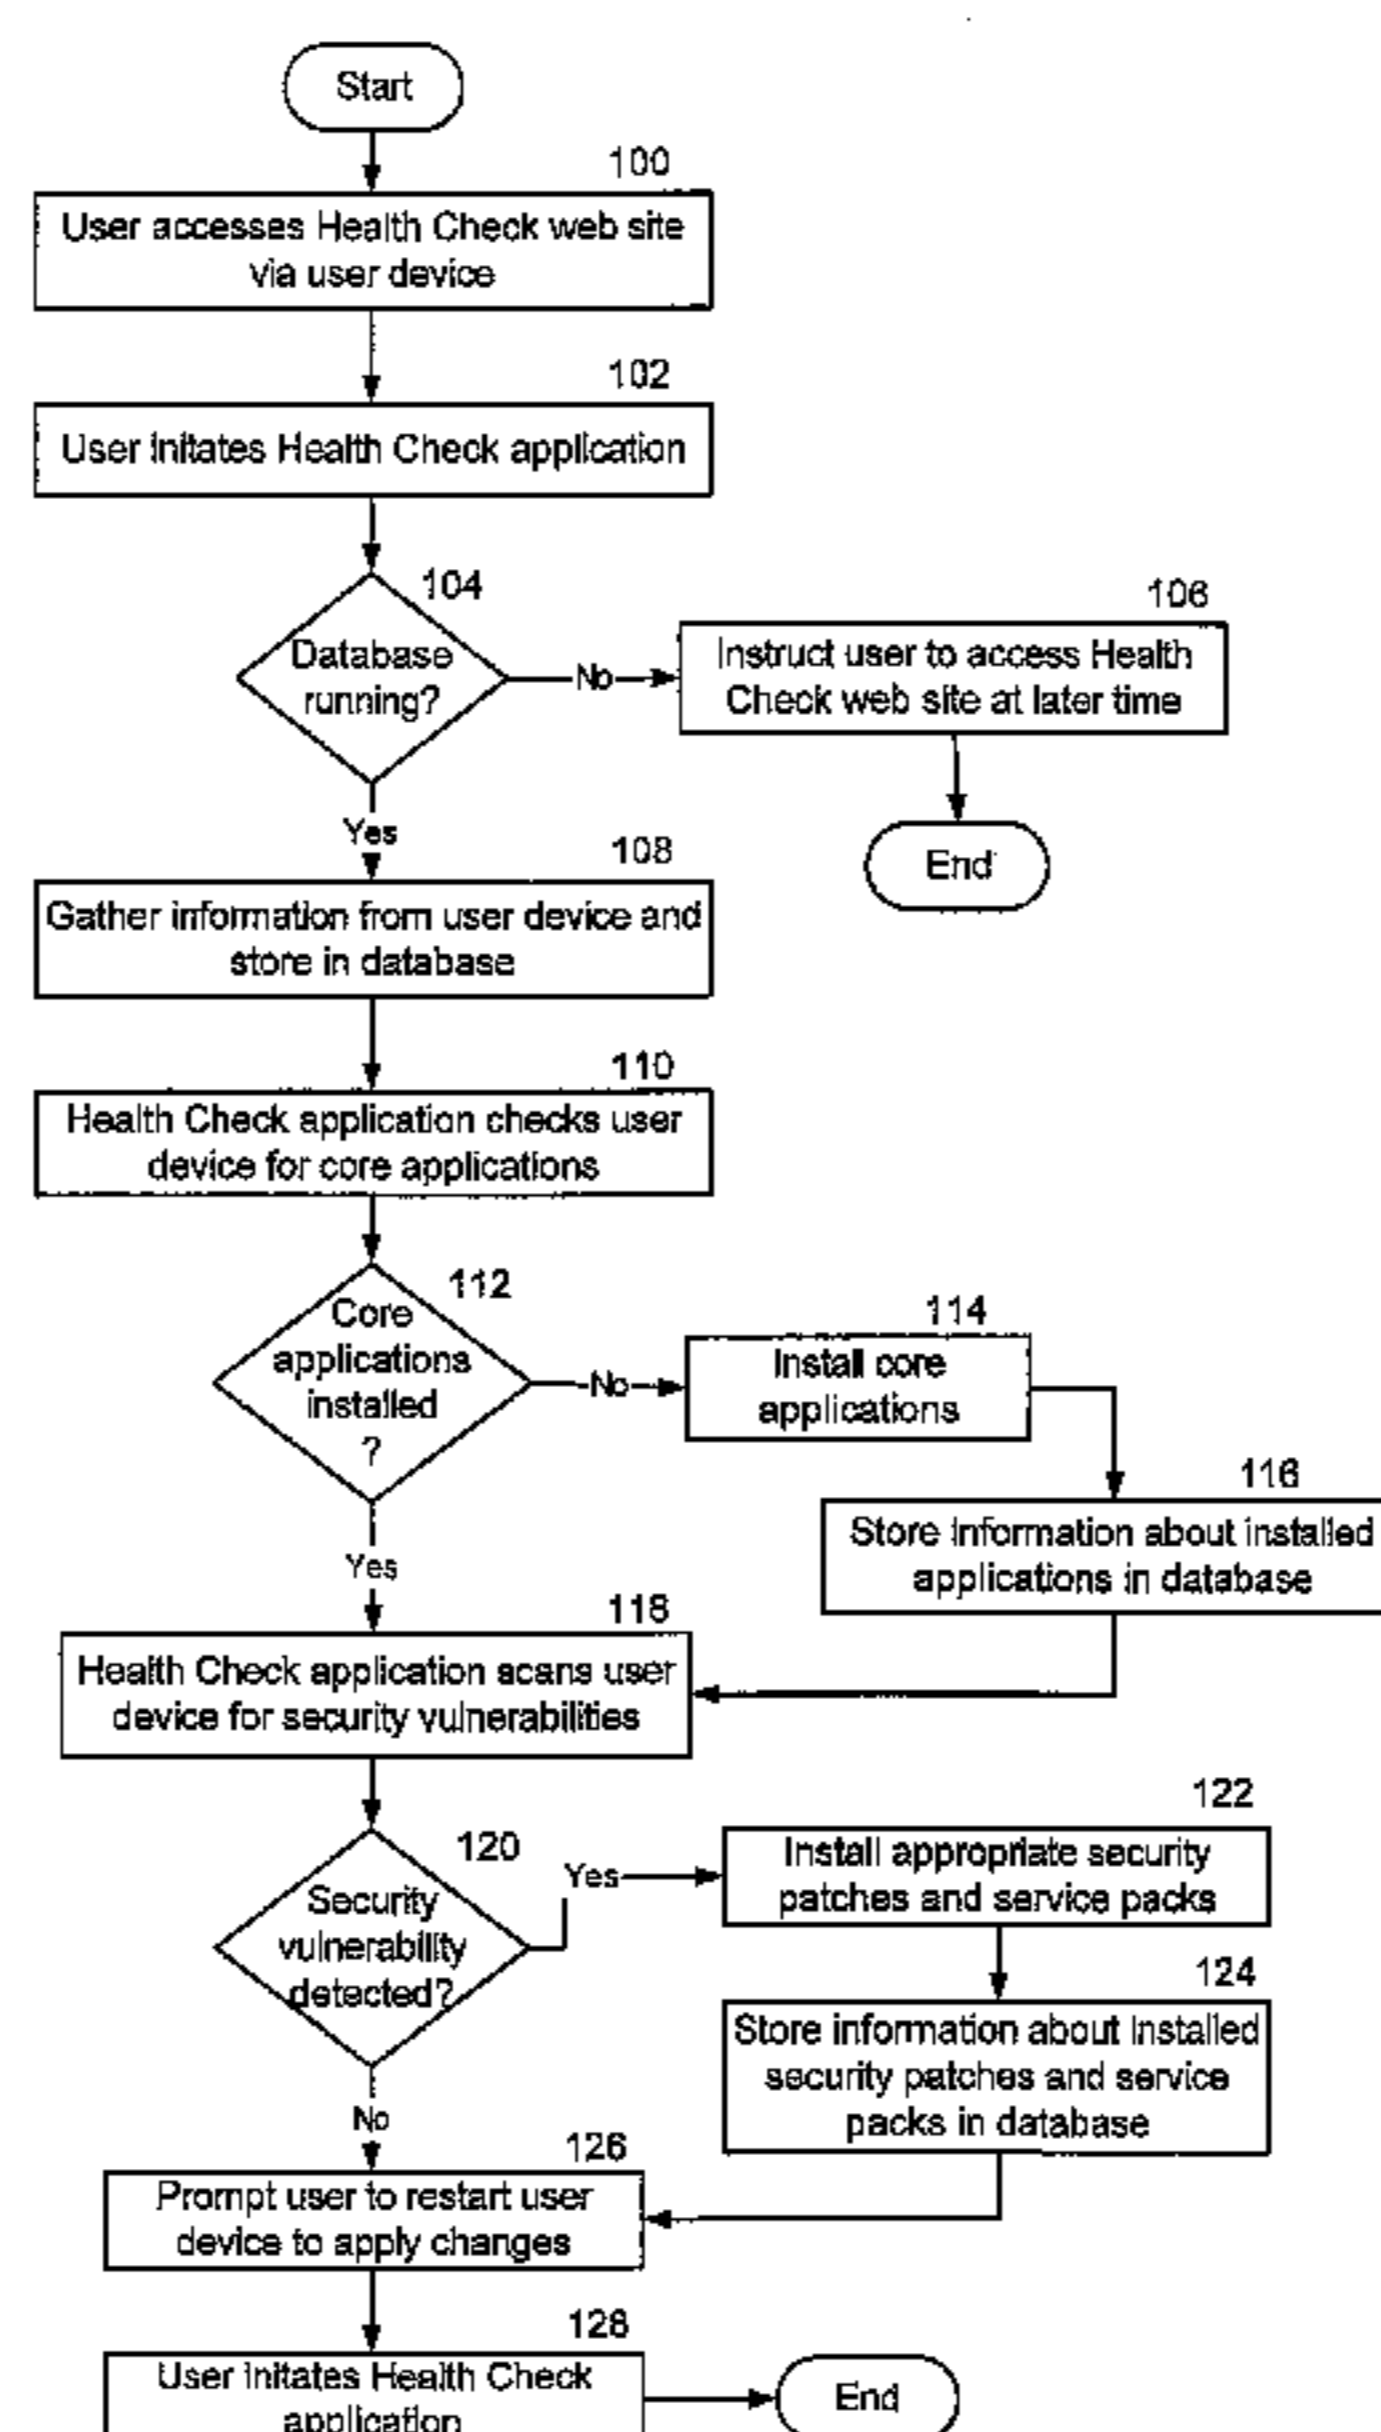 Start
100
User accesses Health Check web site
via user device
102
User initates Health Check application
104
Database
running?
No
106
Instruct user to access Health
Check web site at later time
End
Yes
108
Gather information from user device and
store in database
110
Health Check application checks user
device for core applications
112
Core
applications
installed
?
No
114
Install core
applications
116
Store information about installed
applications in database
Yes
118
Health Check application scans user
device for security vulnerabilities
120
Security
vulnerability
detected?
Yes
122
Install appropriate security
patches and service packs
124
Store information about installed
security patches and service
packs in database
No
126
Prompt user to restart user
device to apply changes
128
User initates Health Check
application
End